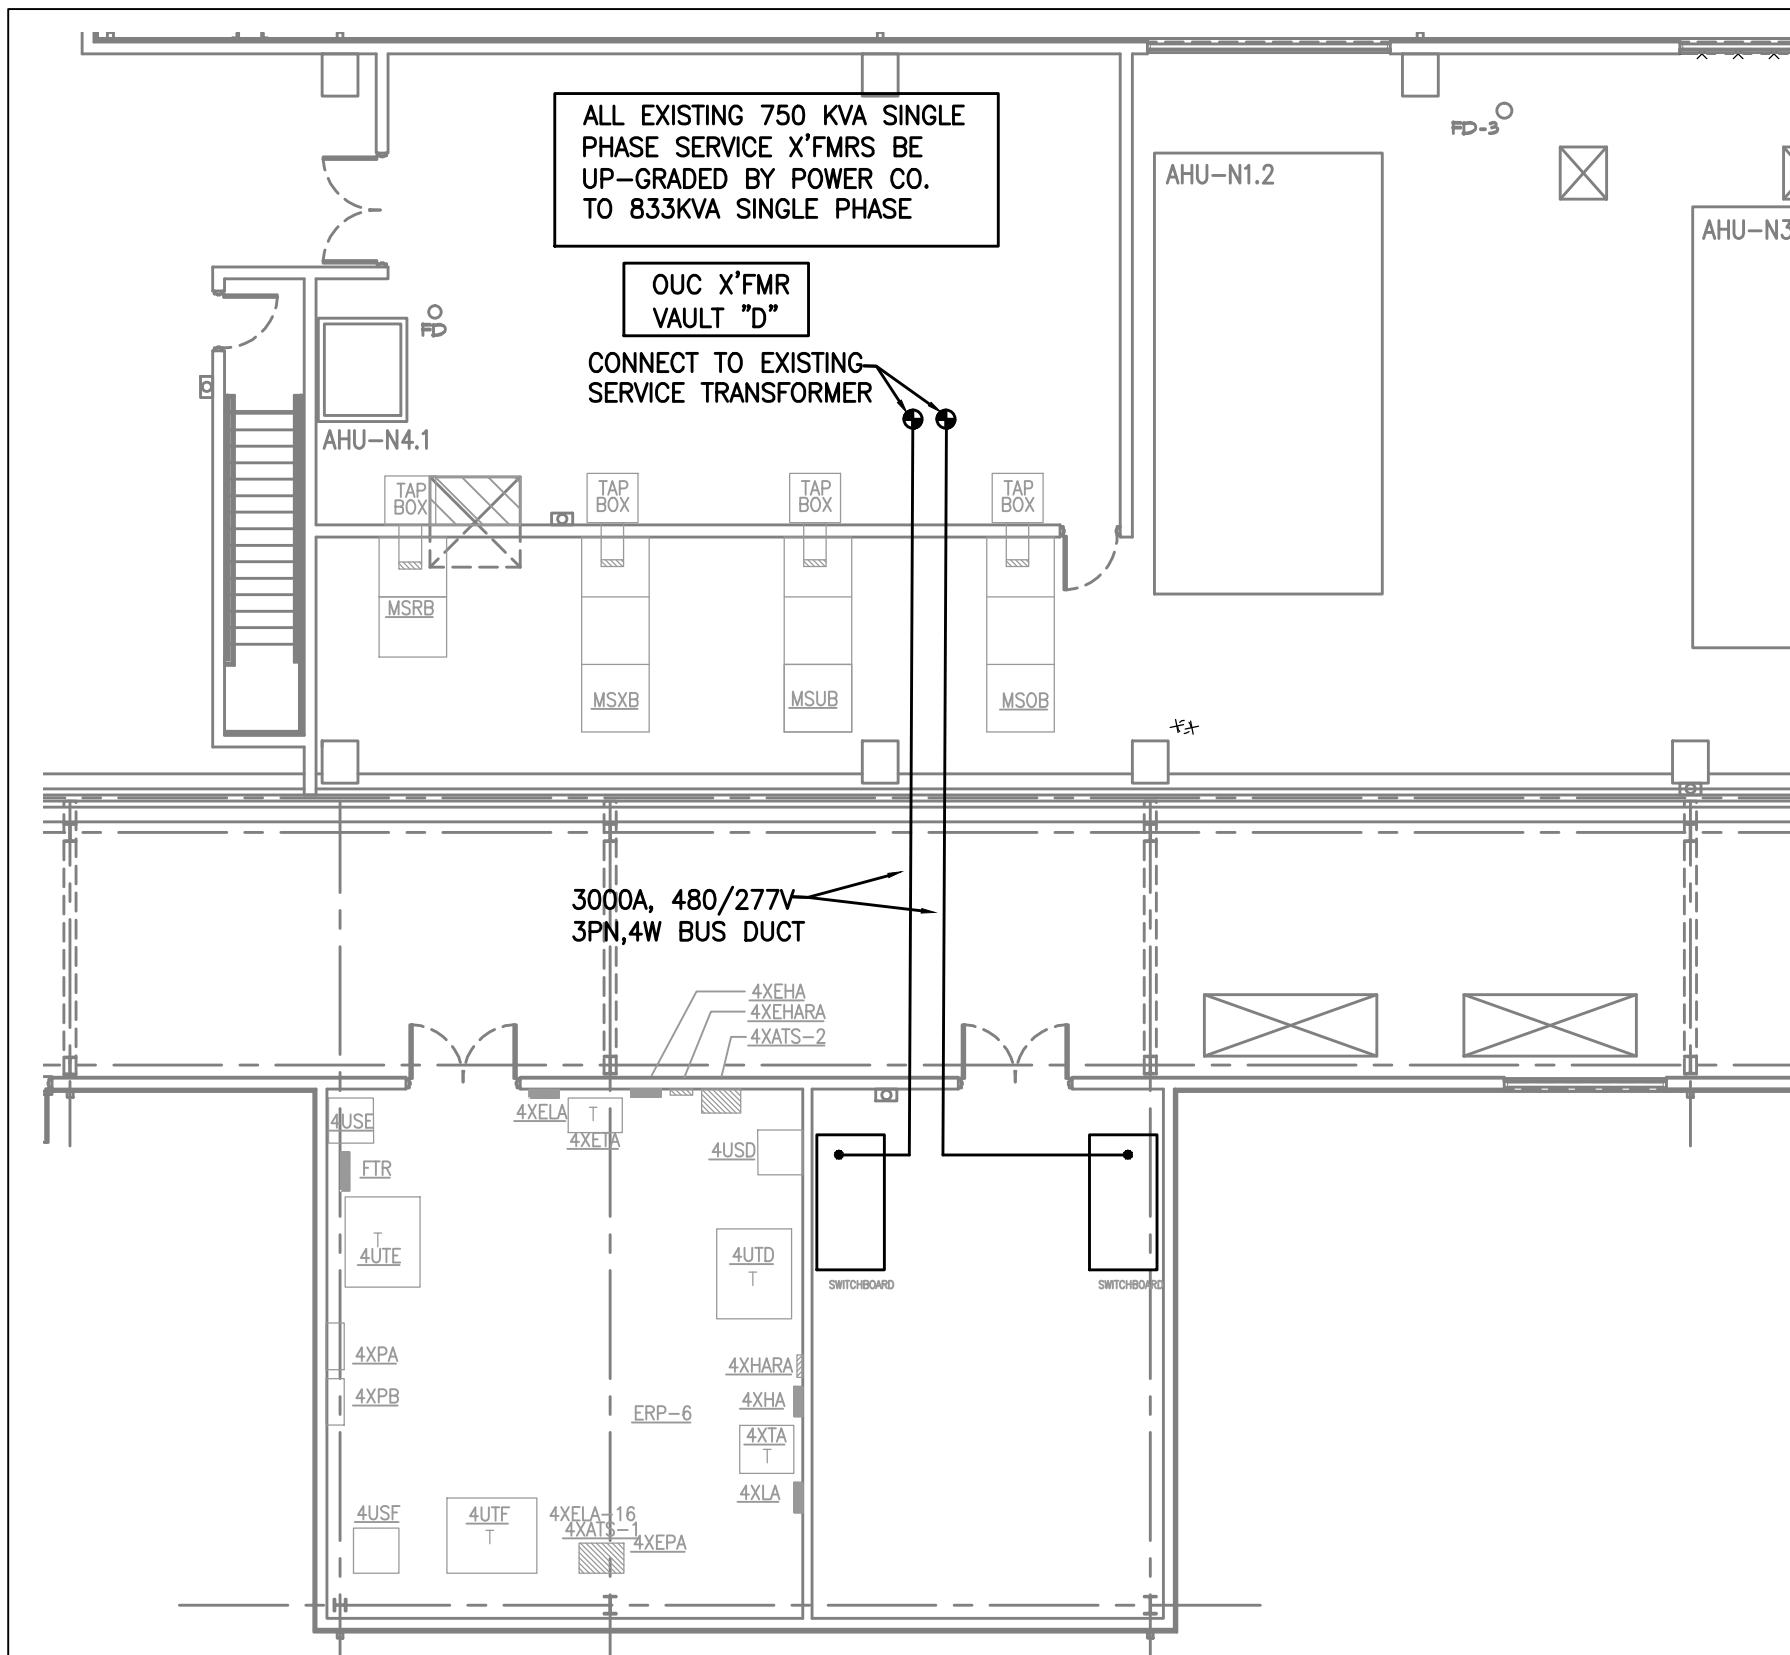 ALL EXISTING 750 KVA SINGLE
PHASE SERVICE X'FMRS BE
UP-GRADED BY POWER CO.
TO 833KVA SINGLE PHASE
FD-3
AHU-N1.2
AHU-N3
OUC X'FMR
VAULT "D"
FD
CONNECT TO EXISTING
SERVICE TRANSFORMER
AHU-N4.1
TAP
BOX
TAP
BOX
TAP
BOX
TAP
BOX
MSRB
MSXB
MSUB
MSOB
3000A, 480/277V
3PN,4W BUS DUCT
4XEHA
4XEHARA
4XATS-2
4USE
4XELA
T
4XETA
4USD
FTR
T
4UTE
4UTD
T
SWITCHBOARD
SWITCHBOARD
4XPA
4XHARA
4XPB
4XHA
ERP-6
4XTA
T
4XLA
4USF
4UTF
T
4XELA-16
4XATS-1
4XEPA